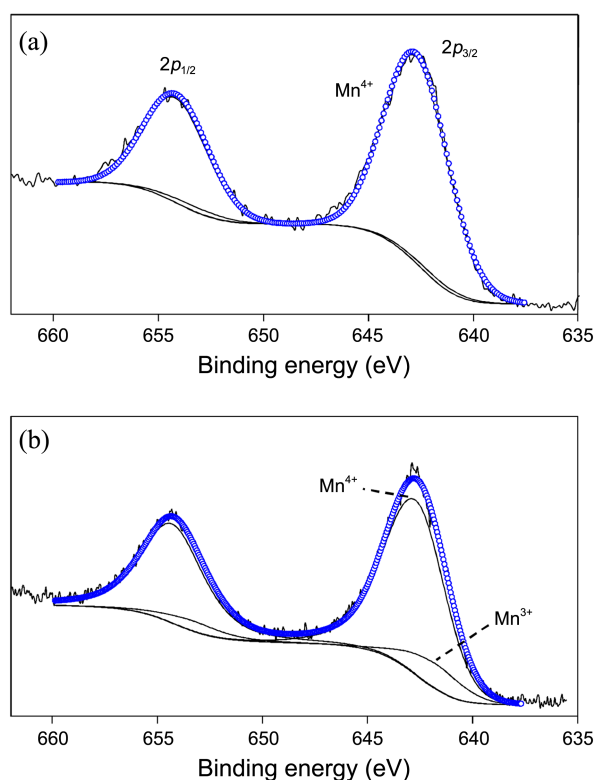 (a)
2p1/2
2p3/2
Mn4+
660 655 650 645 640 635
Binding energy (eV)
(b)
Mn4+
Mn3+
660 655 650 645 640 635
Binding energy (eV)